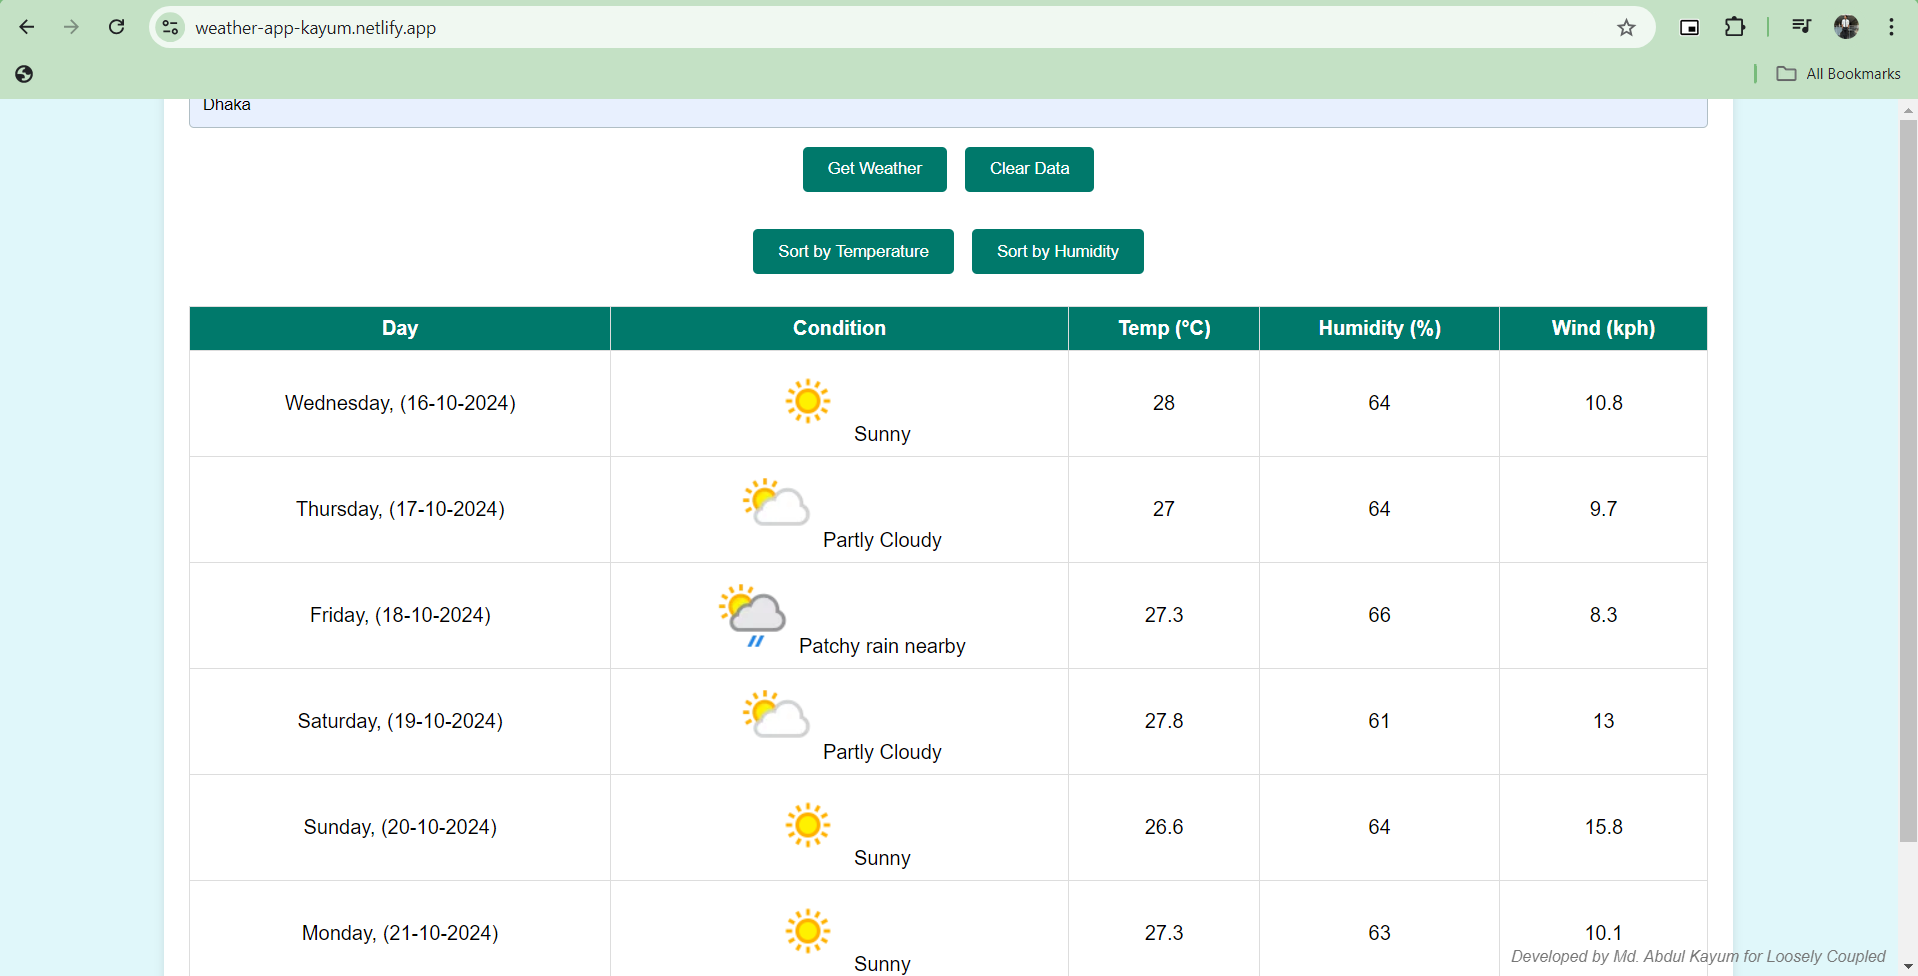 weather-app-kayum.netlify.app
All Bookmarks
Dhaka
Get Weather Clear Data
Sort by Temperature Sort by Humidity
Day Condition Temp (°C) Humidity (%) Wind (kph)
Wednesday, (16-10-2024) Sunny 28 64 10.8
Thursday, (17-10-2024) Partly Cloudy 27 64 9.7
Friday, (18-10-2024) Patchy rain nearby 27.3 66 8.3
Saturday, (19-10-2024) Partly Cloudy 27.8 61 13
Sunday, (20-10-2024) Sunny 26.6 64 15.8
Monday, (21-10-2024) Sunny 27.3 63 10.1
Developed by Md. Abdul Kayum for Loosely Coupled